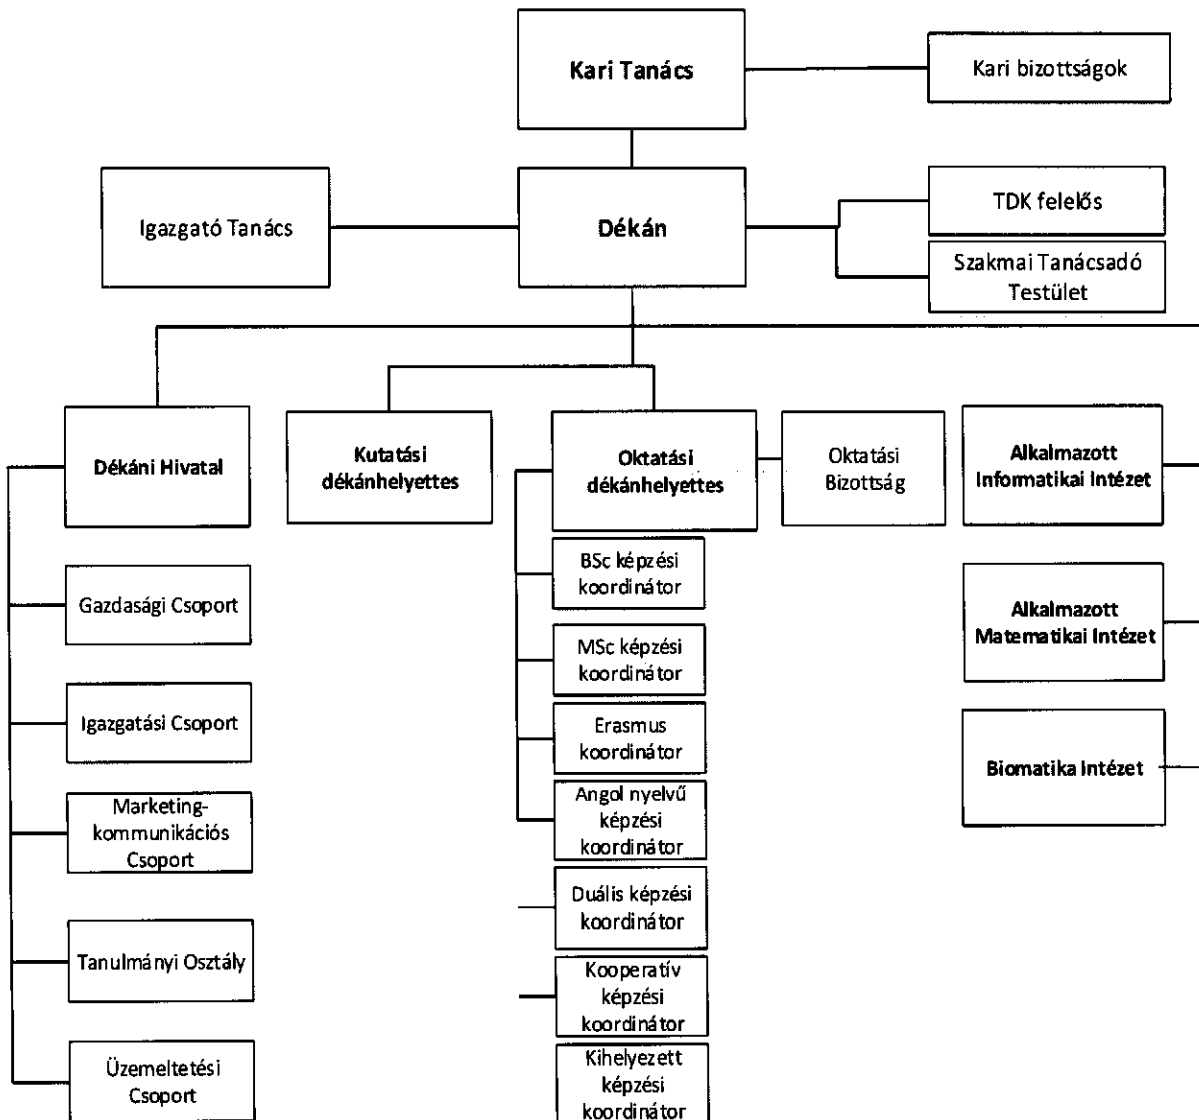 Kari Tanács
Kari bizottságok
Igazgató Tanács
Dékán
TDK felelős
Szakmai Tanácsadó
Testület
Dékáni Hivatal
Kutatási
dékánhelyettes
Oktatási
dékánhelyettes
Oktatási
Bizottság
Alkalmazott
Informatikai Intézet
Gazdasági Csoport
Igazgatási Csoport
Marketing-
kommunikációs
Csoport
Tanulmányi Osztály
Üzemeltetési
Csoport
BSc képzési
koordinátor
MSc képzési
koordinátor
Erasmus
koordinátor
Angol nyelvű
képzési
koordinátor
Duális képzési
koordinátor
Kooperatív
képzési
koordinátor
Kihelyezett
képzési
koordinátor
Alkalmazott
Matematikai Intézet
Biomatika Intézet